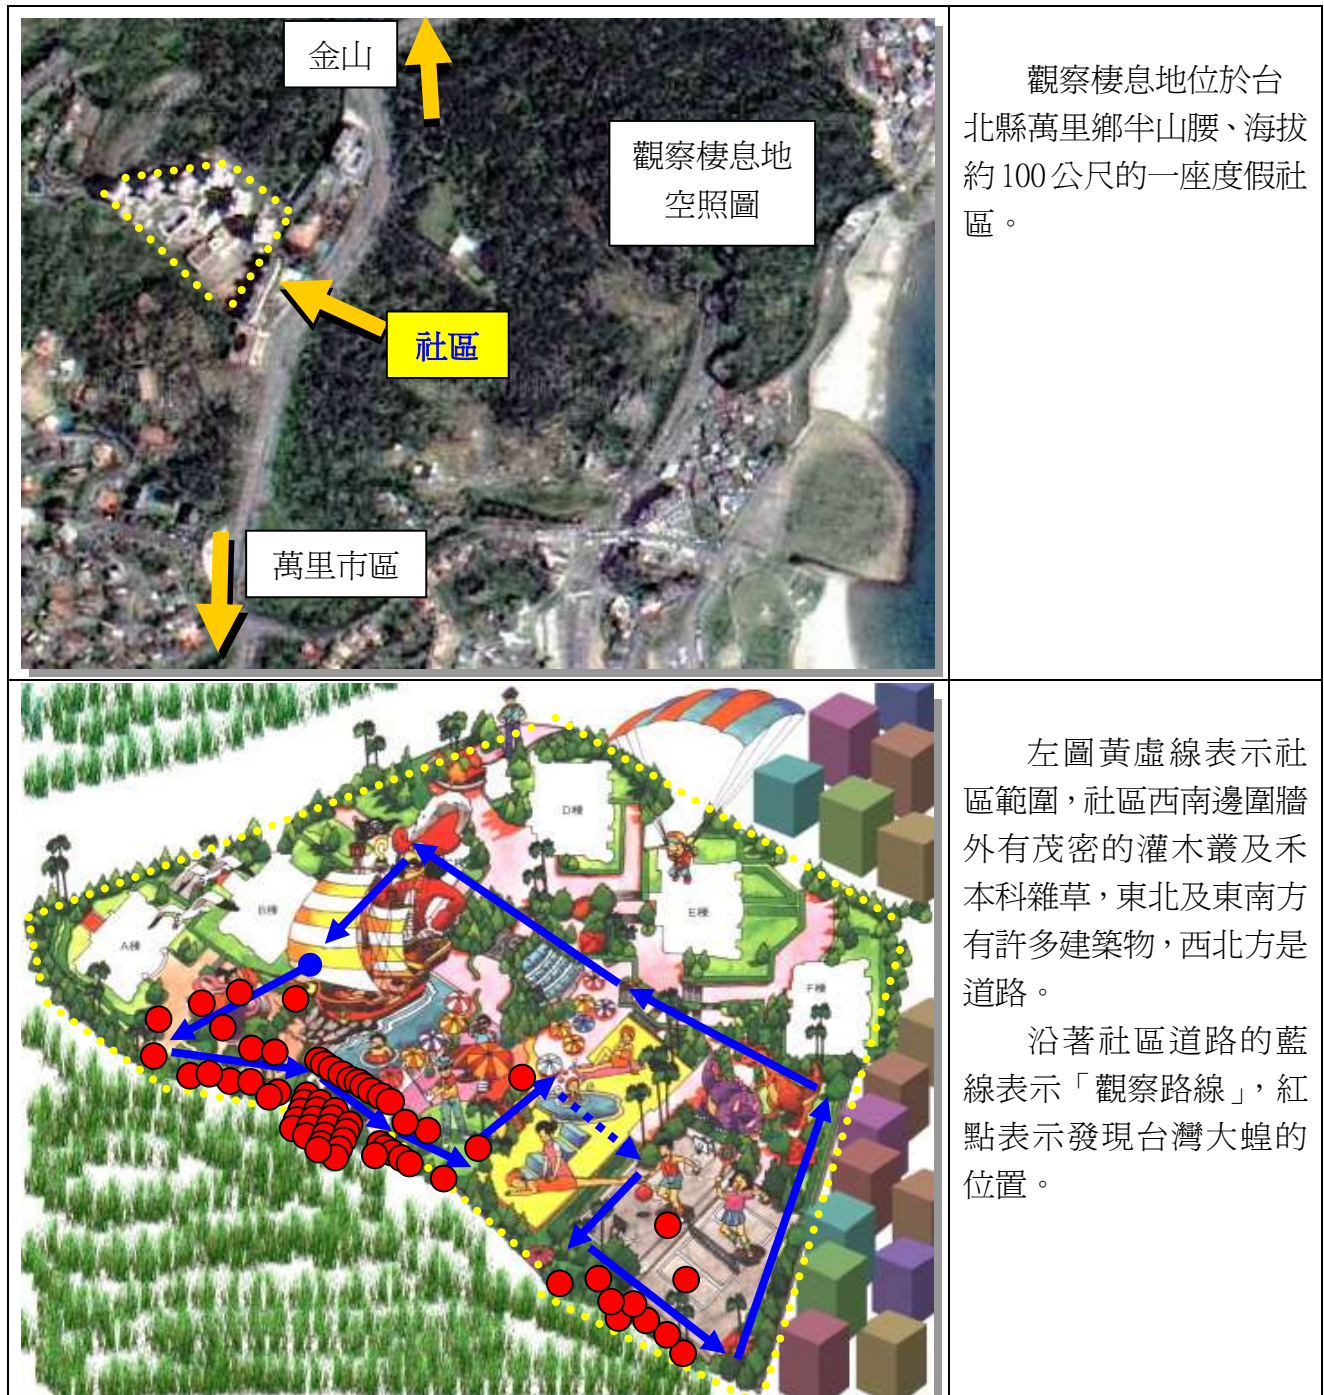 金山
觀察棲息地
空照圖
社區
萬里市區
觀察棲息地位於台
北縣萬里鄉半山腰、海拔
約100公尺的一座度假社
區。
D棟
E棟
B棟
A棟
F棟
左圖黃虛線表示社
區範圍，社區西南邊圍牆
外有茂密的灌木叢及禾
本科雜草，東北及東南方
有許多建築物，西北方是
道路。
沿著社區道路的藍
線表示「觀察路線」，紅
點表示發現台灣大蝗的
位置。